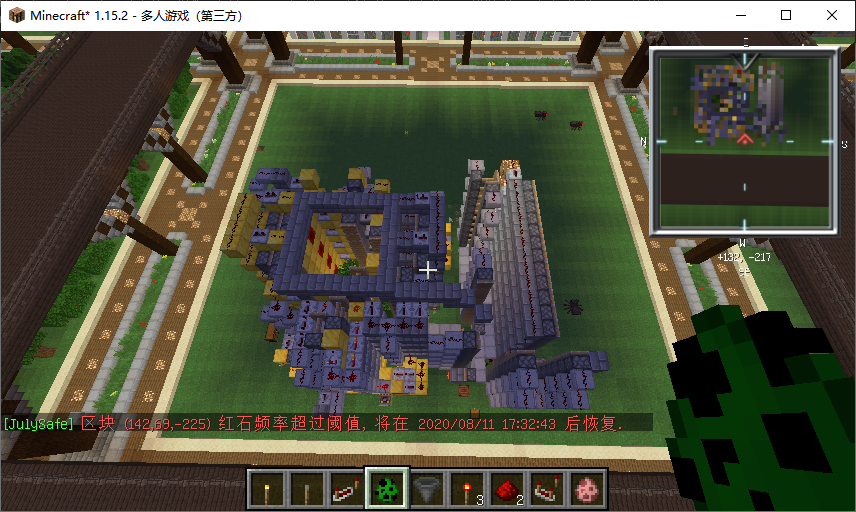 Minecraft* 1.15.2 - 多人游戏（第三方）
N
S
W
+132, -217
[JulySafe] 区块 (142,69,-225) 红石频率超过阈值, 将在 2020/08/11 17:32:43 后恢复.
3
2